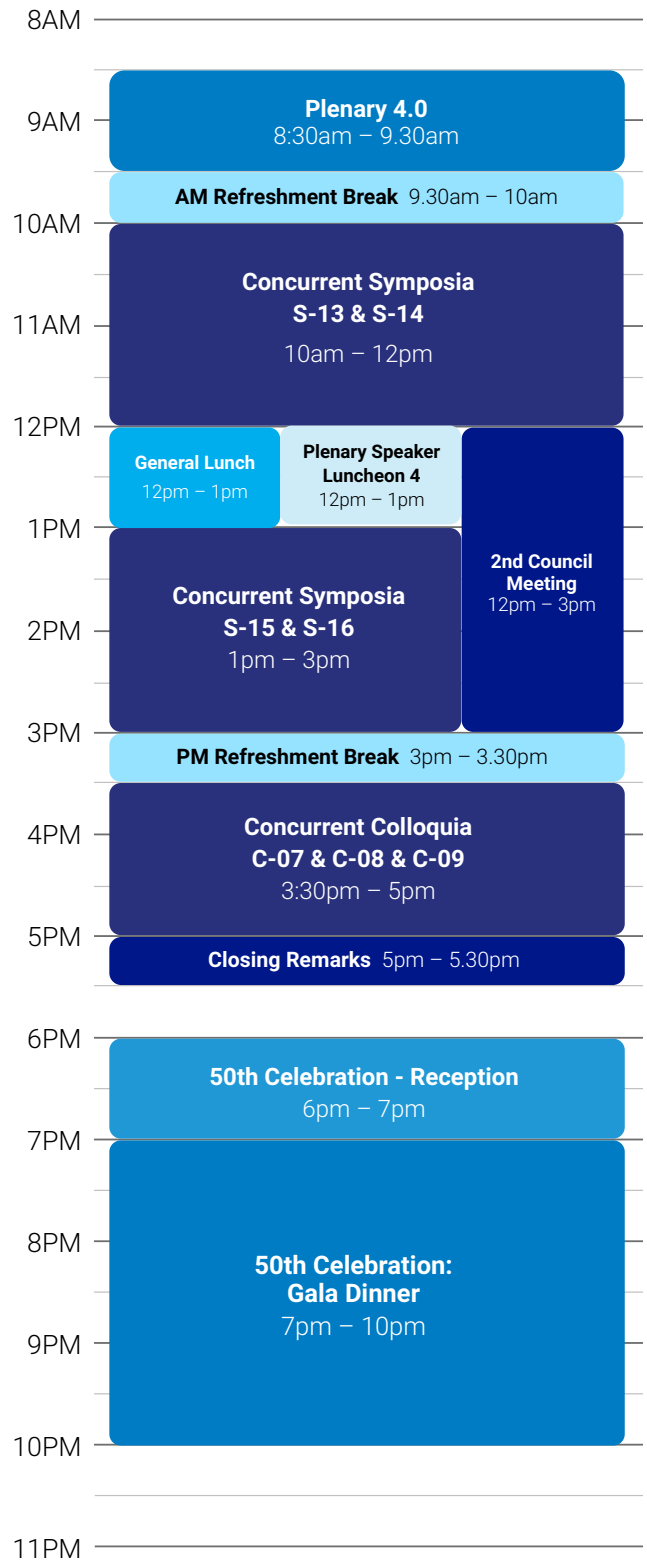 8AM
Plenary 4.0
8:30am – 9.30am
9AM
AM Refreshment Break 9.30am – 10am
10AM
Concurrent Symposia
S-13 & S-14
10am – 12pm
11AM
12PM
General Lunch
12pm – 1pm
Plenary Speaker
Luncheon 4
12pm – 1pm
2nd Council
Meeting
12pm – 3pm
1PM
Concurrent Symposia
S-15 & S-16
1pm – 3pm
2PM
3PM
PM Refreshment Break 3pm – 3.30pm
4PM
Concurrent Colloquia
C-07 & C-08 & C-09
3:30pm – 5pm
5PM
Closing Remarks 5pm – 5.30pm
6PM
50th Celebration - Reception
6pm – 7pm
7PM
8PM
50th Celebration:
Gala Dinner
7pm – 10pm
9PM
10PM
11PM